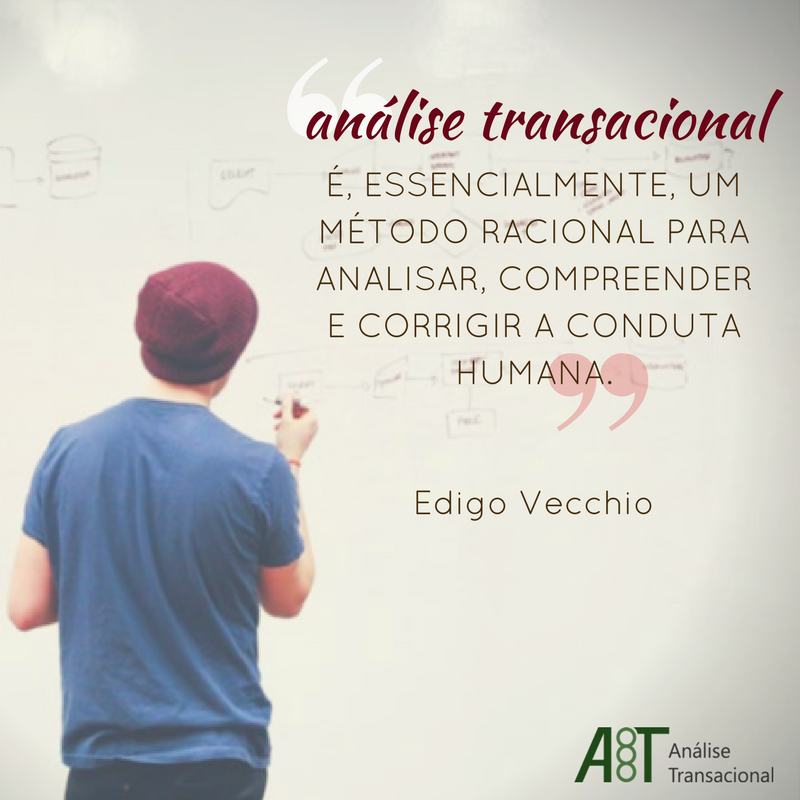 “análise transacional
É, ESSENCIALMENTE, UM
MÉTODO RACIONAL PARA
ANALISAR, COMPREENDER
E CORRIGIR A CONDUTA
HUMANA.”
Edigo Vecchio
AT Análise
Transacional